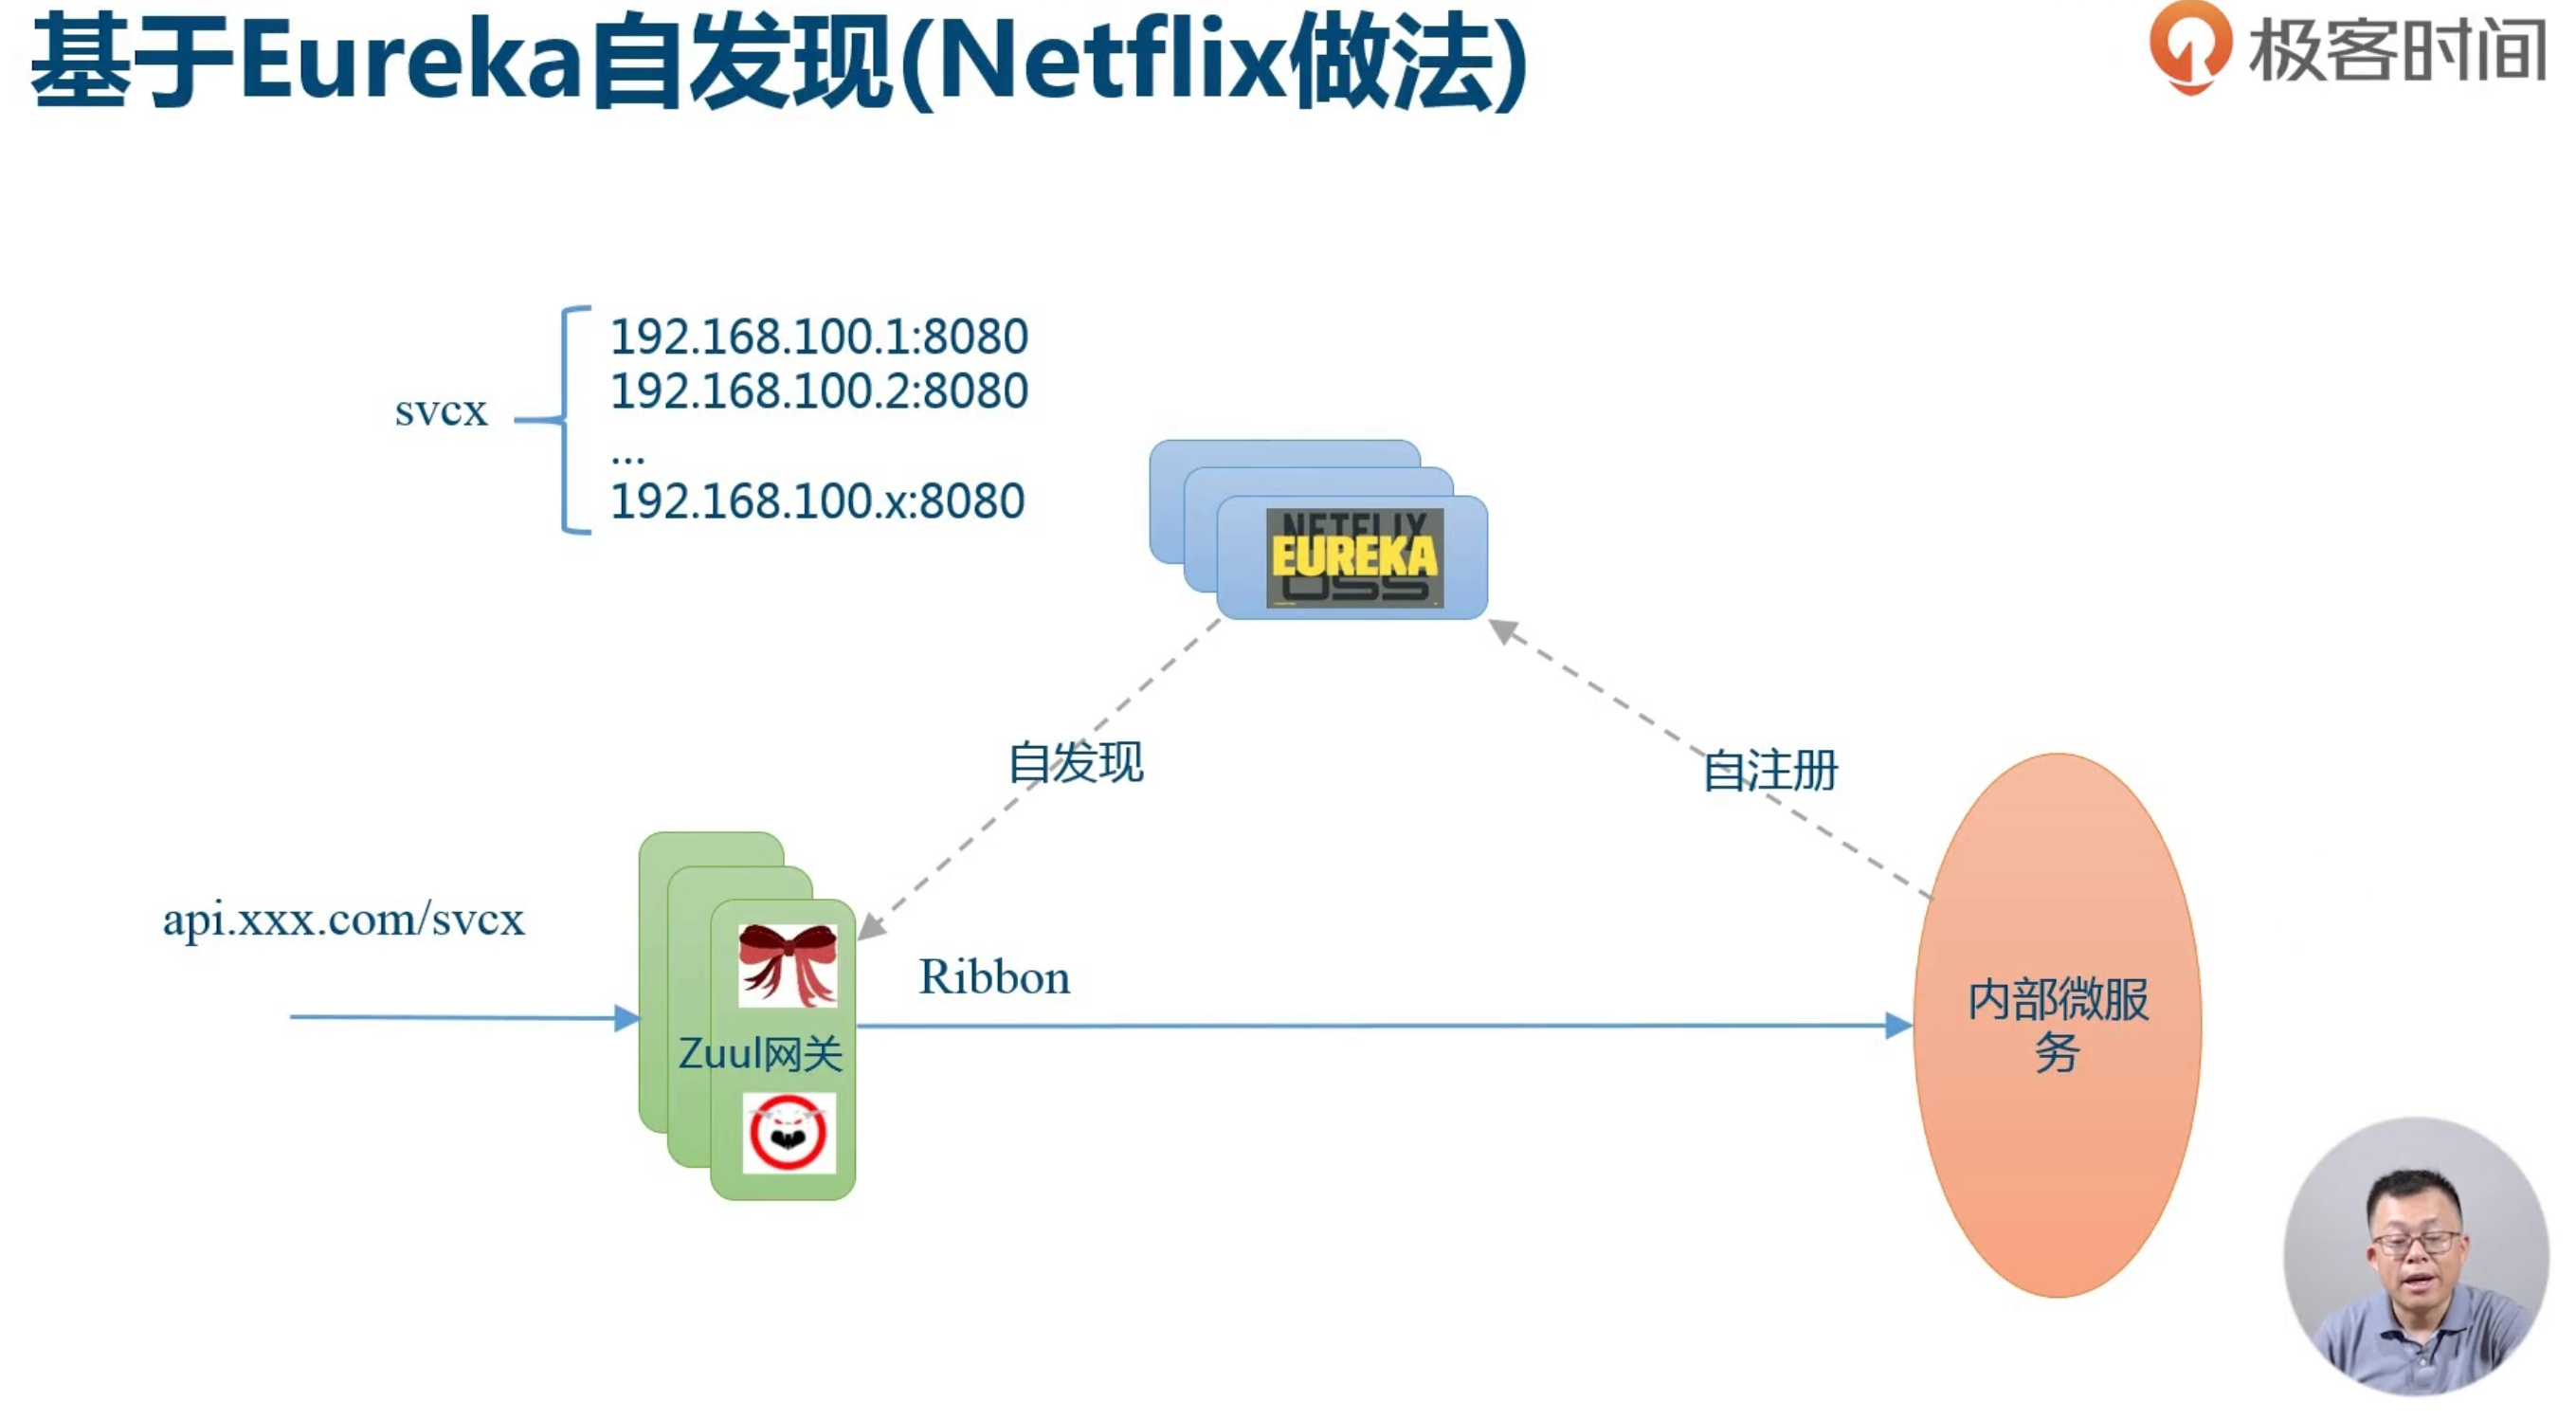 基于Eureka自发现(Netflix做法)
极客时间
svcx
192.168.100.1:8080
192.168.100.2:8080
...
192.168.100.x:8080
NETFLIX
EUREKA
OSS
自发现
自注册
api.xxx.com/svcx
Ribbon
Zuul网关
内部微服
务